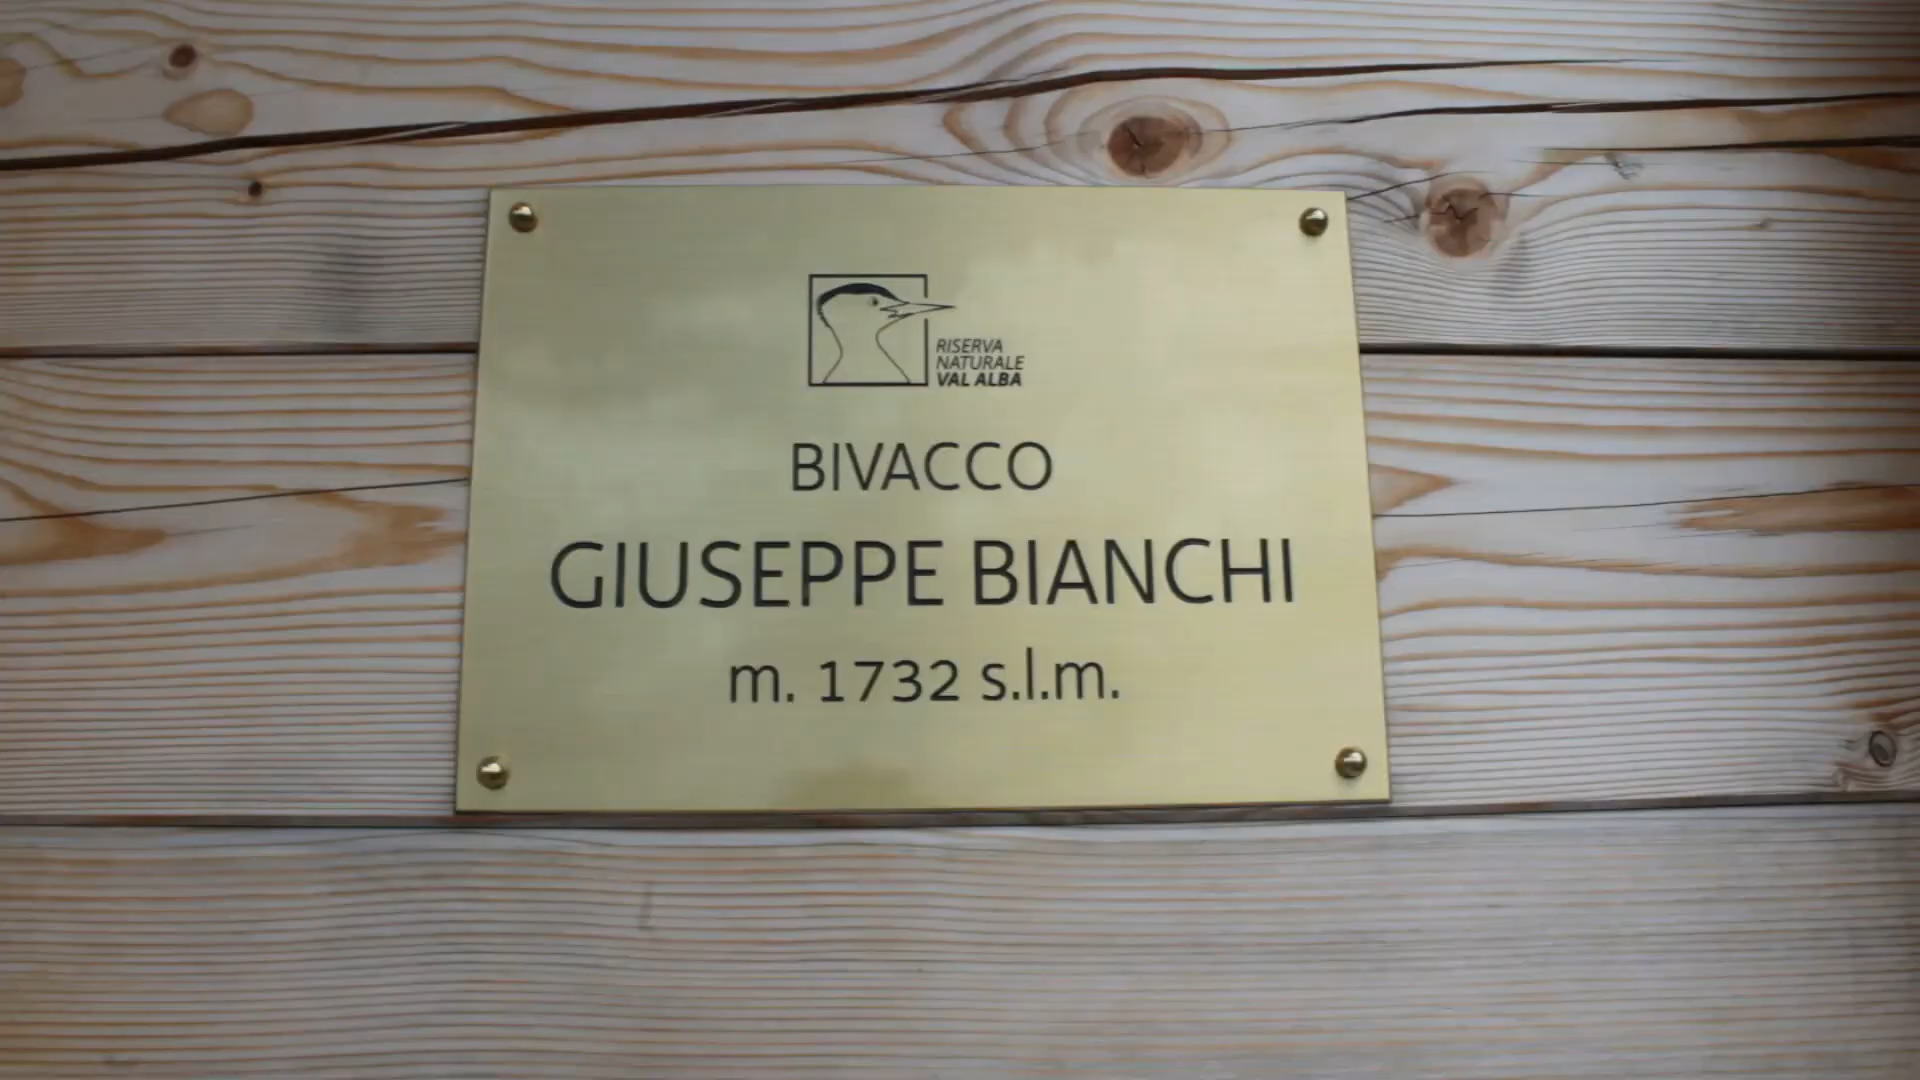 RISERVA
NATURALE
VAL ALBA
BIVACCO
GIUSEPPE BIANCHI
m. 1732 s.l.m.